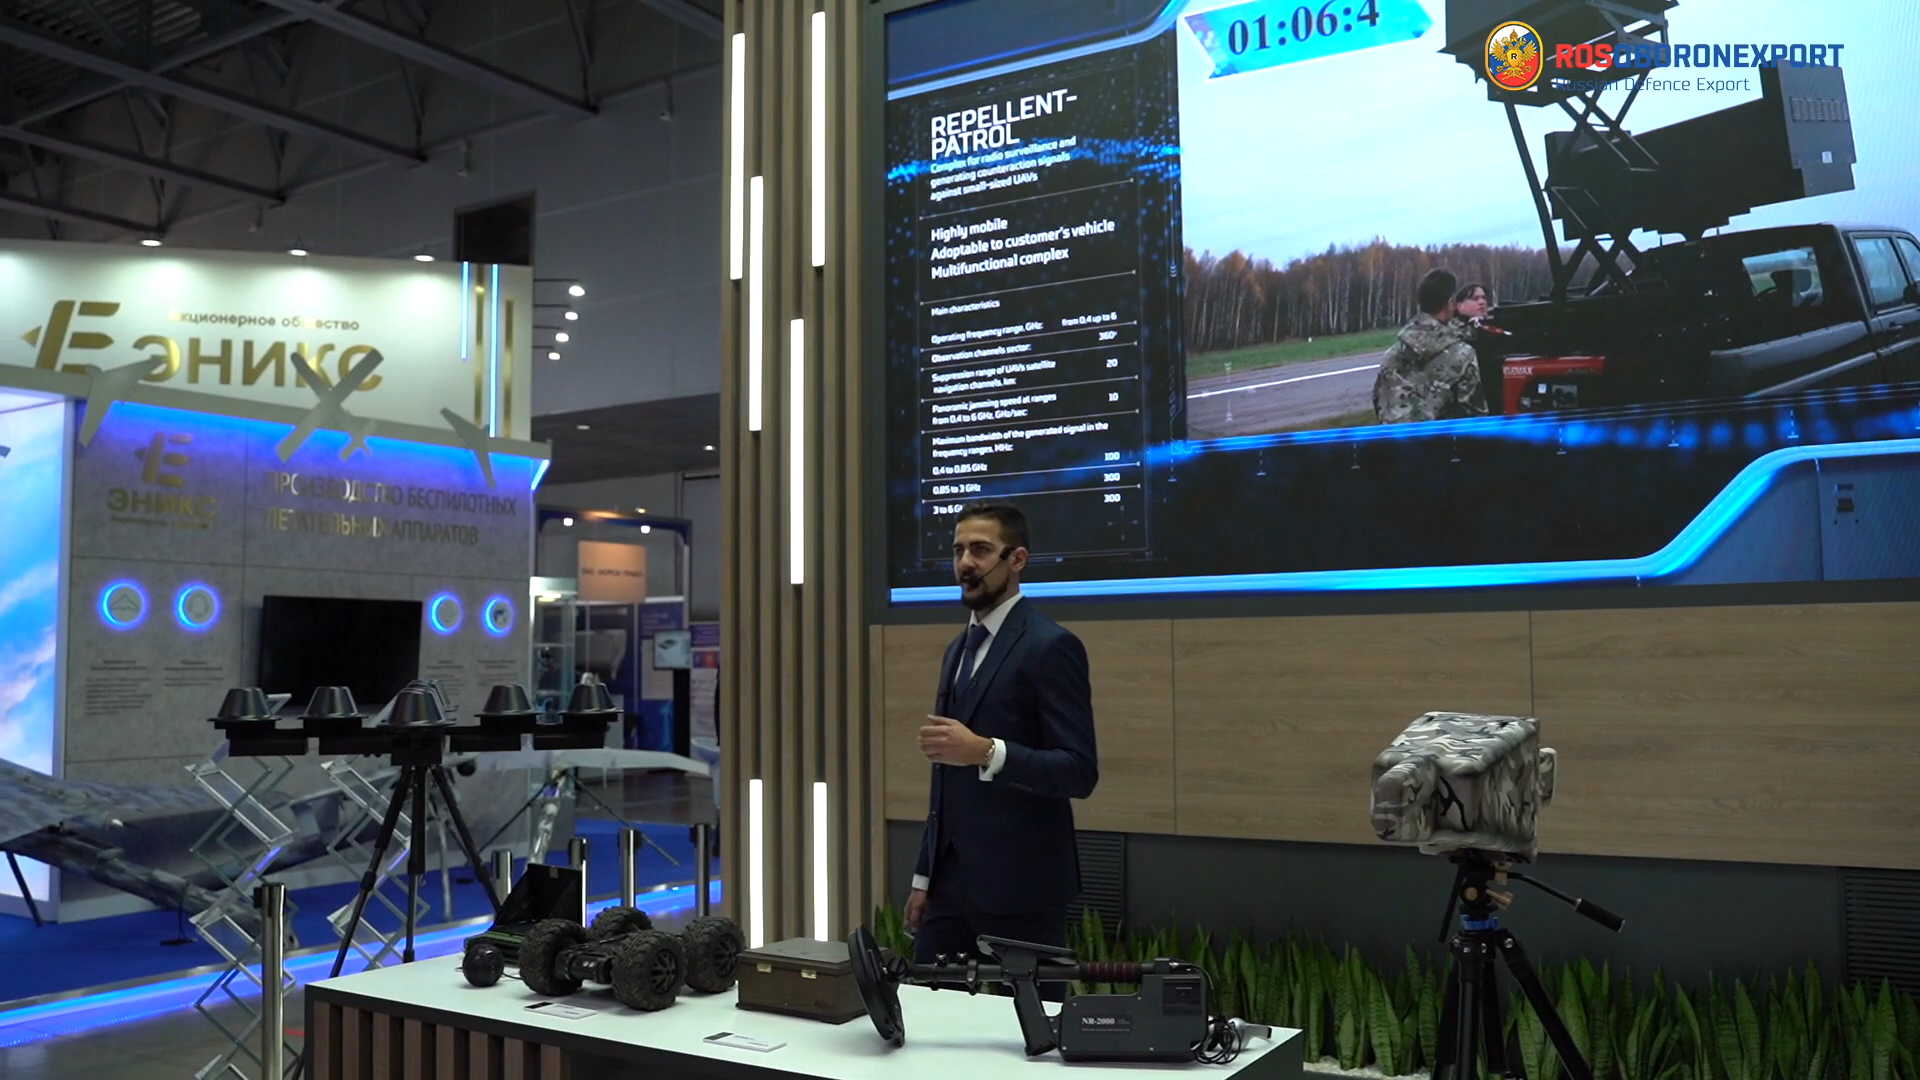 01:06:4
ROSOBORONEXPORT
Russian Defence Export
REPELLENT-
PATROL
Complex for radio surveillance and
generating counteraction signals
against small-sized UAVs
Highly mobile
Adoptable to customer's vehicle
Multifunctional complex
Main characteristics
Operating frequency range, GHz: from 0.4 up to 6
Observation channels sector: 360°
Suppression range of UAVs satellite
navigation channels, km: 20
Panoramic jamming speed at ranges
from 0.4 to 6 GHz, GHz/sec: 10
Maximum bandwidth of the generated signal in the
frequency ranges, MHz:
0.4 to 0.85 GHz 100
0.85 to 3 GHz 300
3 to 6 G 300
Акционерное общество
ЭНИКС
ЭНИКС
ПРОИЗВОДСТВО БЕСПИЛОТНЫХ
ЛЕТАТЕЛЬНЫХ АППАРАТОВ
NR-2000